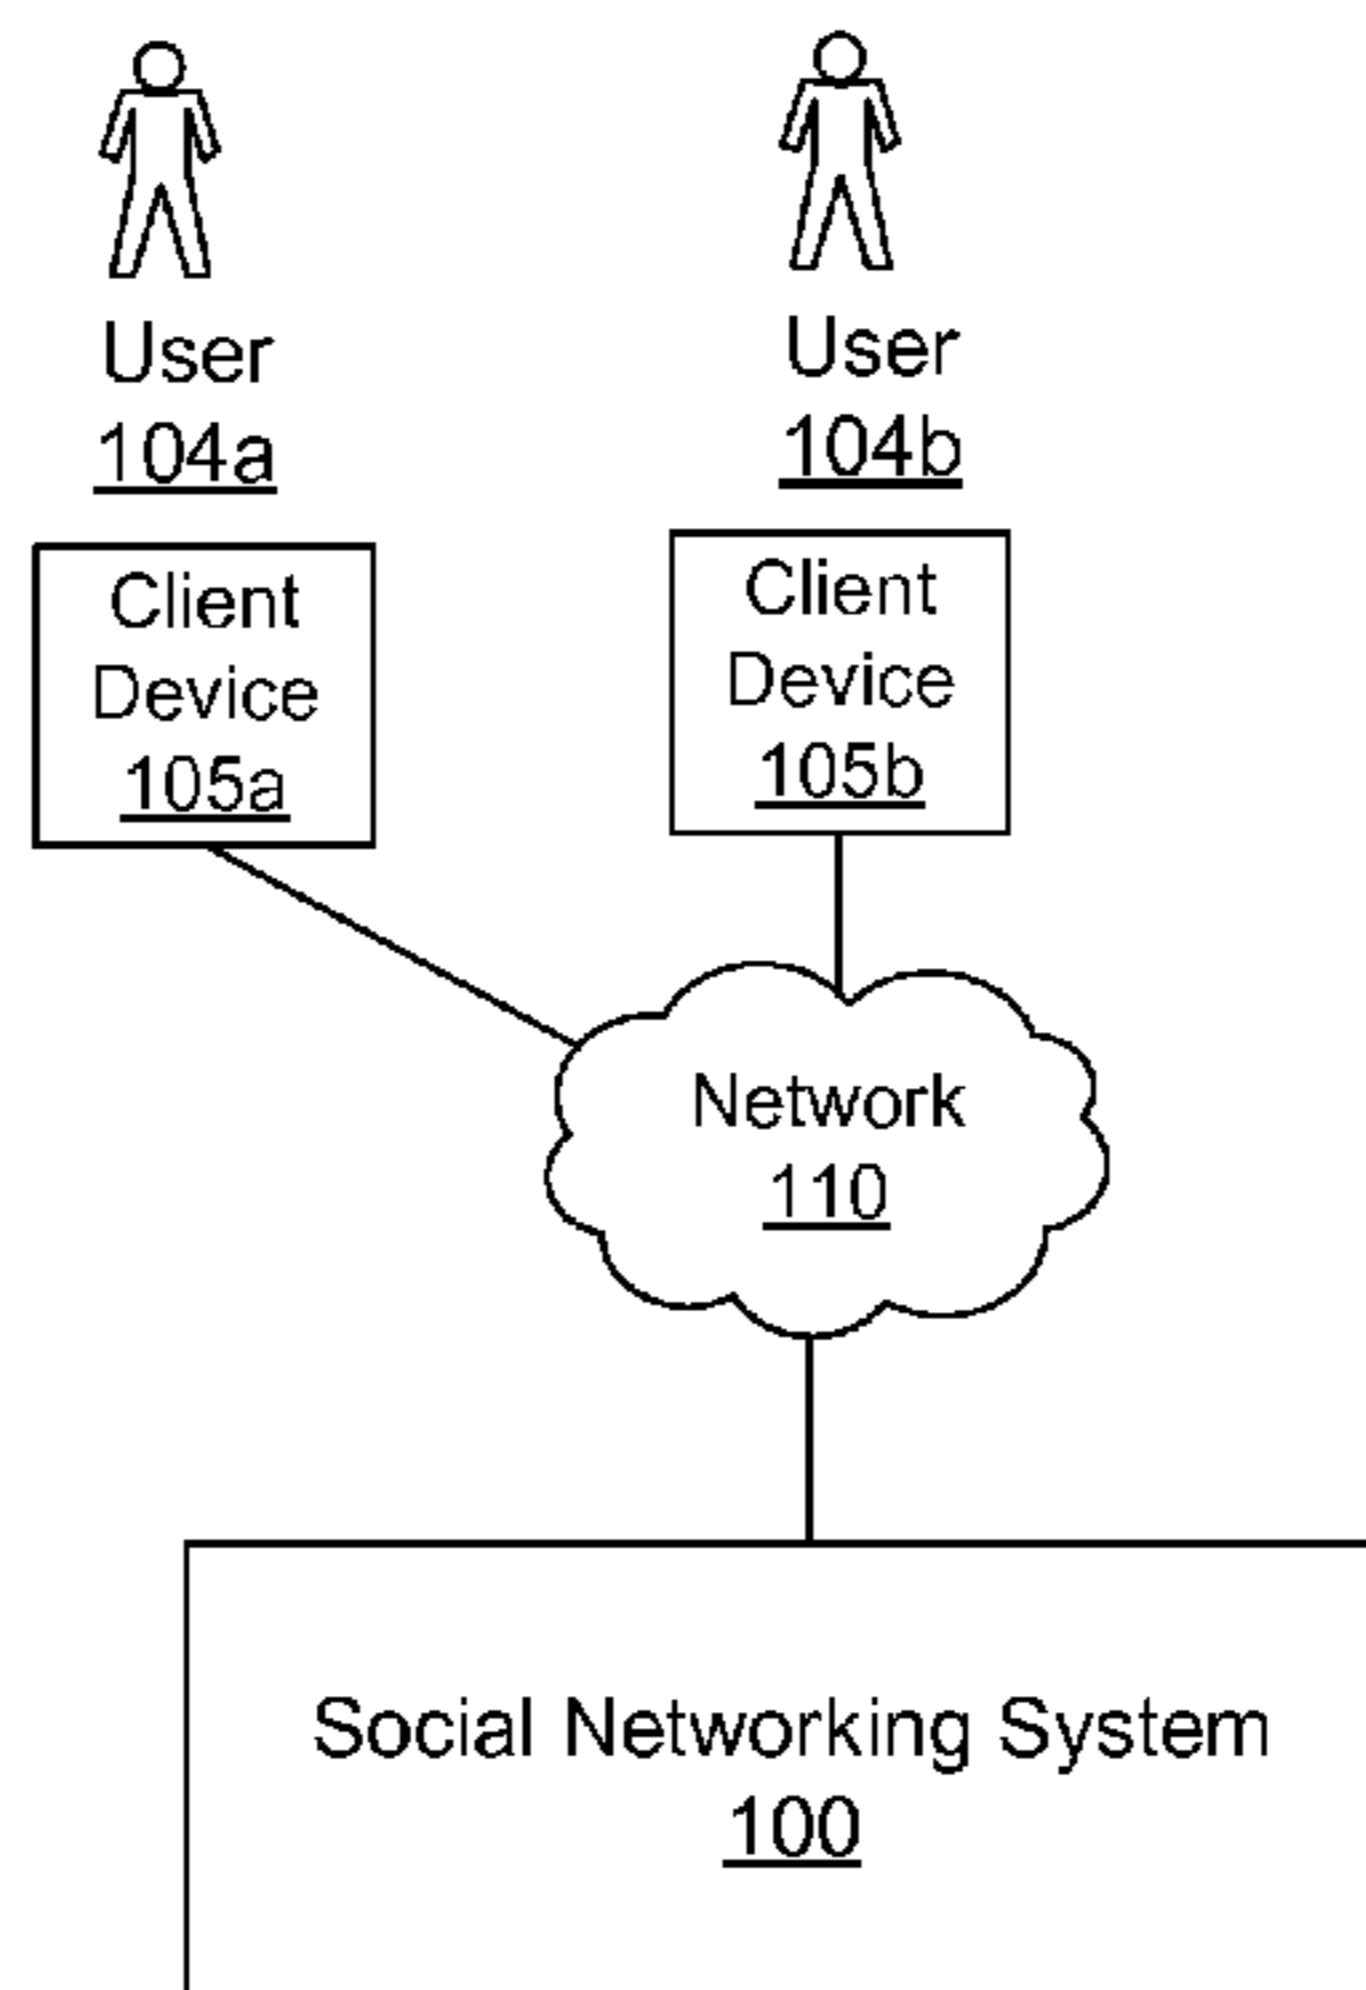 User
104a
User
104b
Client
Device
105a
Client
Device
105b
Network
110
Social Networking System
100